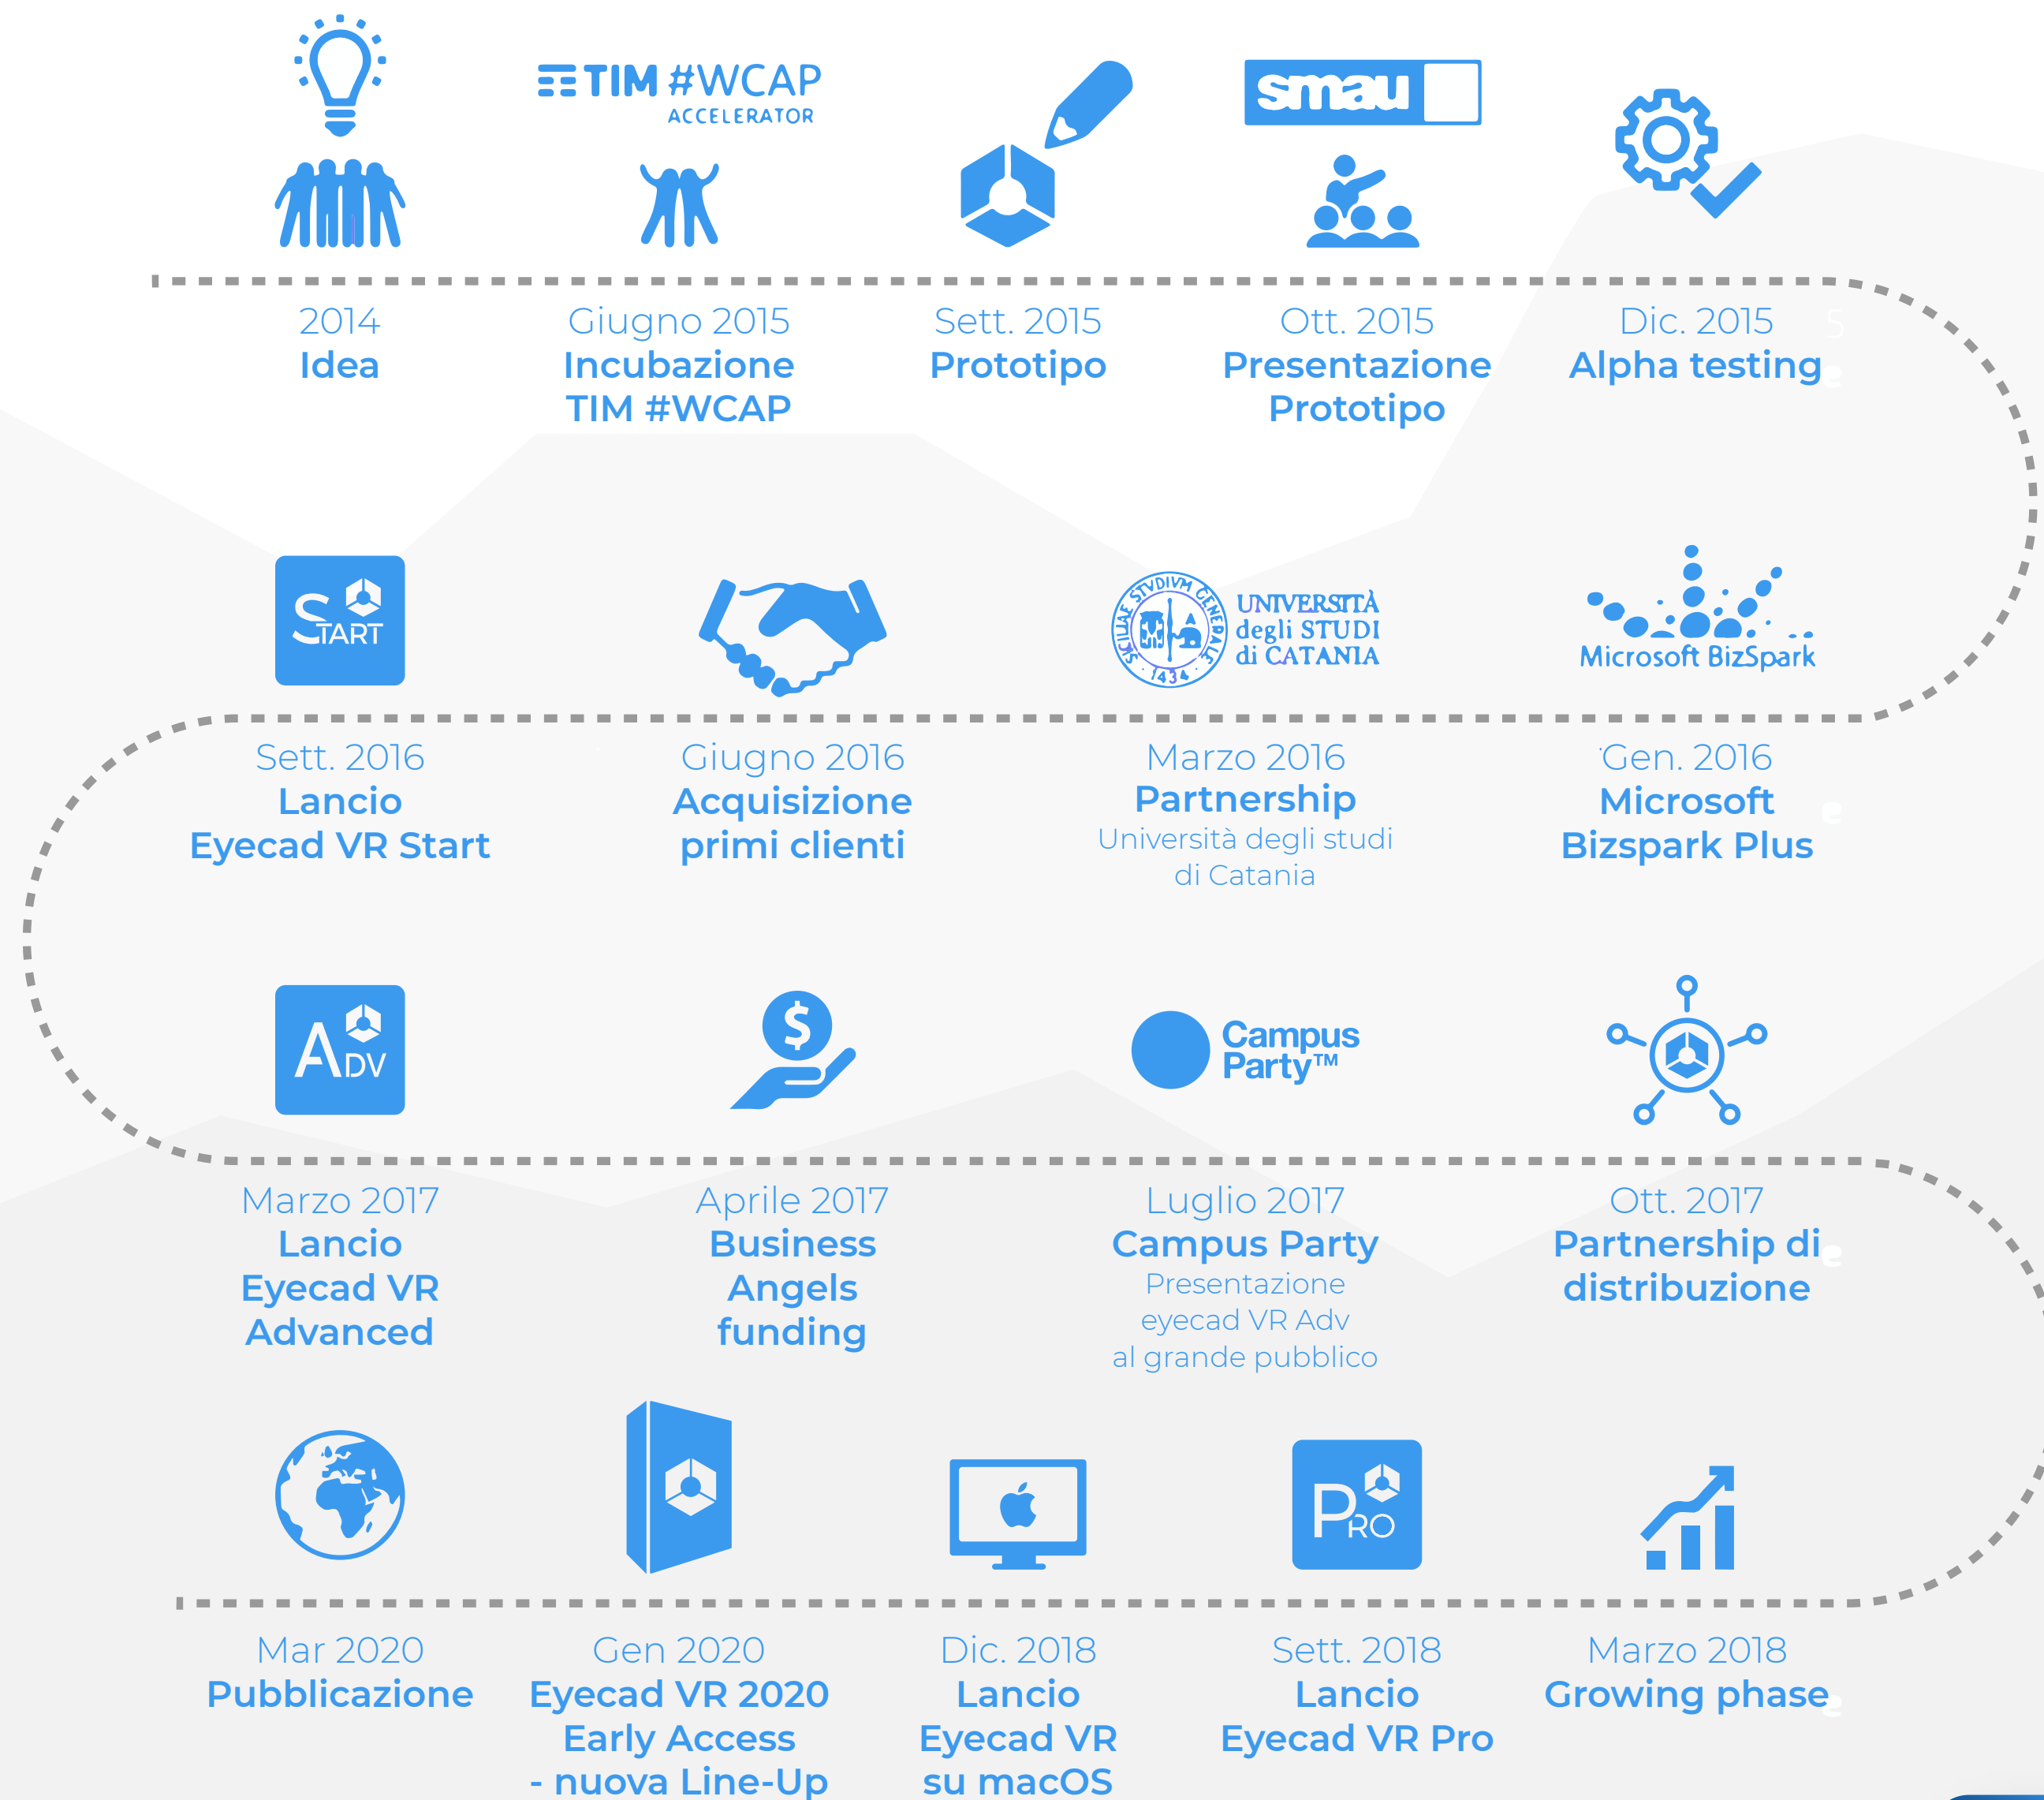 TIM #WCAP
ACCELERATOR
smau
2014
Idea
Giugno 2015
Incubazione
TIM #WCAP
Sett. 2015
Prototipo
Ott. 2015
Presentazione
Prototipo
Dic. 2015
Alpha testing
5
e
START
SICILIAE STVDIVM GENERALE
1434
UNIVERSITÀ
degli STUDI
di CATANIA
Microsoft BizSpark
Sett. 2016
Lancio
Eyecad VR Start
Giugno 2016
Acquisizione
primi clienti
Marzo 2016
Partnership
Università degli studi
di Catania
Gen. 2016
Microsoft
Bizspark Plus
e
ADV
$
Campus
Party™
Marzo 2017
Lancio
Eyecad VR
Advanced
Aprile 2017
Business
Angels
funding
Luglio 2017
Campus Party
Presentazione
eyecad VR Adv
al grande pubblico
Ott. 2017
Partnership di
distribuzione
e
PRO
Mar 2020
Pubblicazione
Gen 2020
Eyecad VR 2020
Early Access
- nuova Line-Up
Dic. 2018
Lancio
Eyecad VR
su macOS
Sett. 2018
Lancio
Eyecad VR Pro
Marzo 2018
Growing phase
e